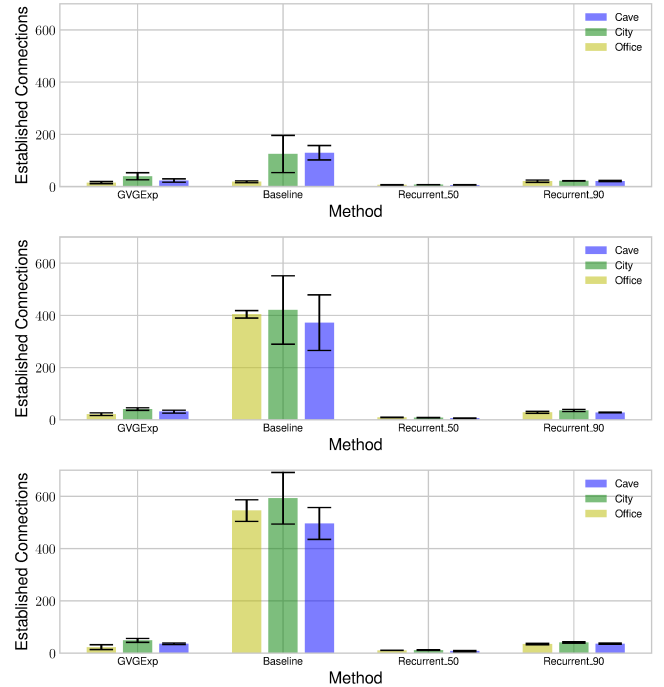 Established Connections
600
400
200
0
Cave
City
Office
GVGExp Baseline Recurrent_50 Recurrent_90
Method
Established Connections
600
400
200
0
Cave
City
Office
GVGExp Baseline Recurrent_50 Recurrent_90
Method
Established Connections
600
400
200
0
Cave
City
Office
GVGExp Baseline Recurrent_50 Recurrent_90
Method